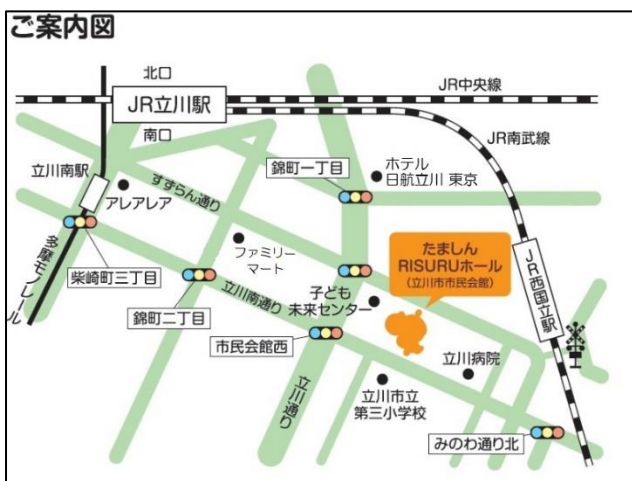 ご案内図
北口
JR中央線
JR立川駅
南口
JR南武線
立川南駅
錦町一丁目
ホテル
日航立川 東京
アレアレア
すずらん通り
たましん
RISURUホール
(立川市市民会館)
ファミリー
マート
多摩モノレール
柴崎町三丁目
立川南通り
子ども
未来センター
JR西国立駅
錦町二丁目
市民会館西
立川通り
立川病院
立川市立
第三小学校
みのわ通り北